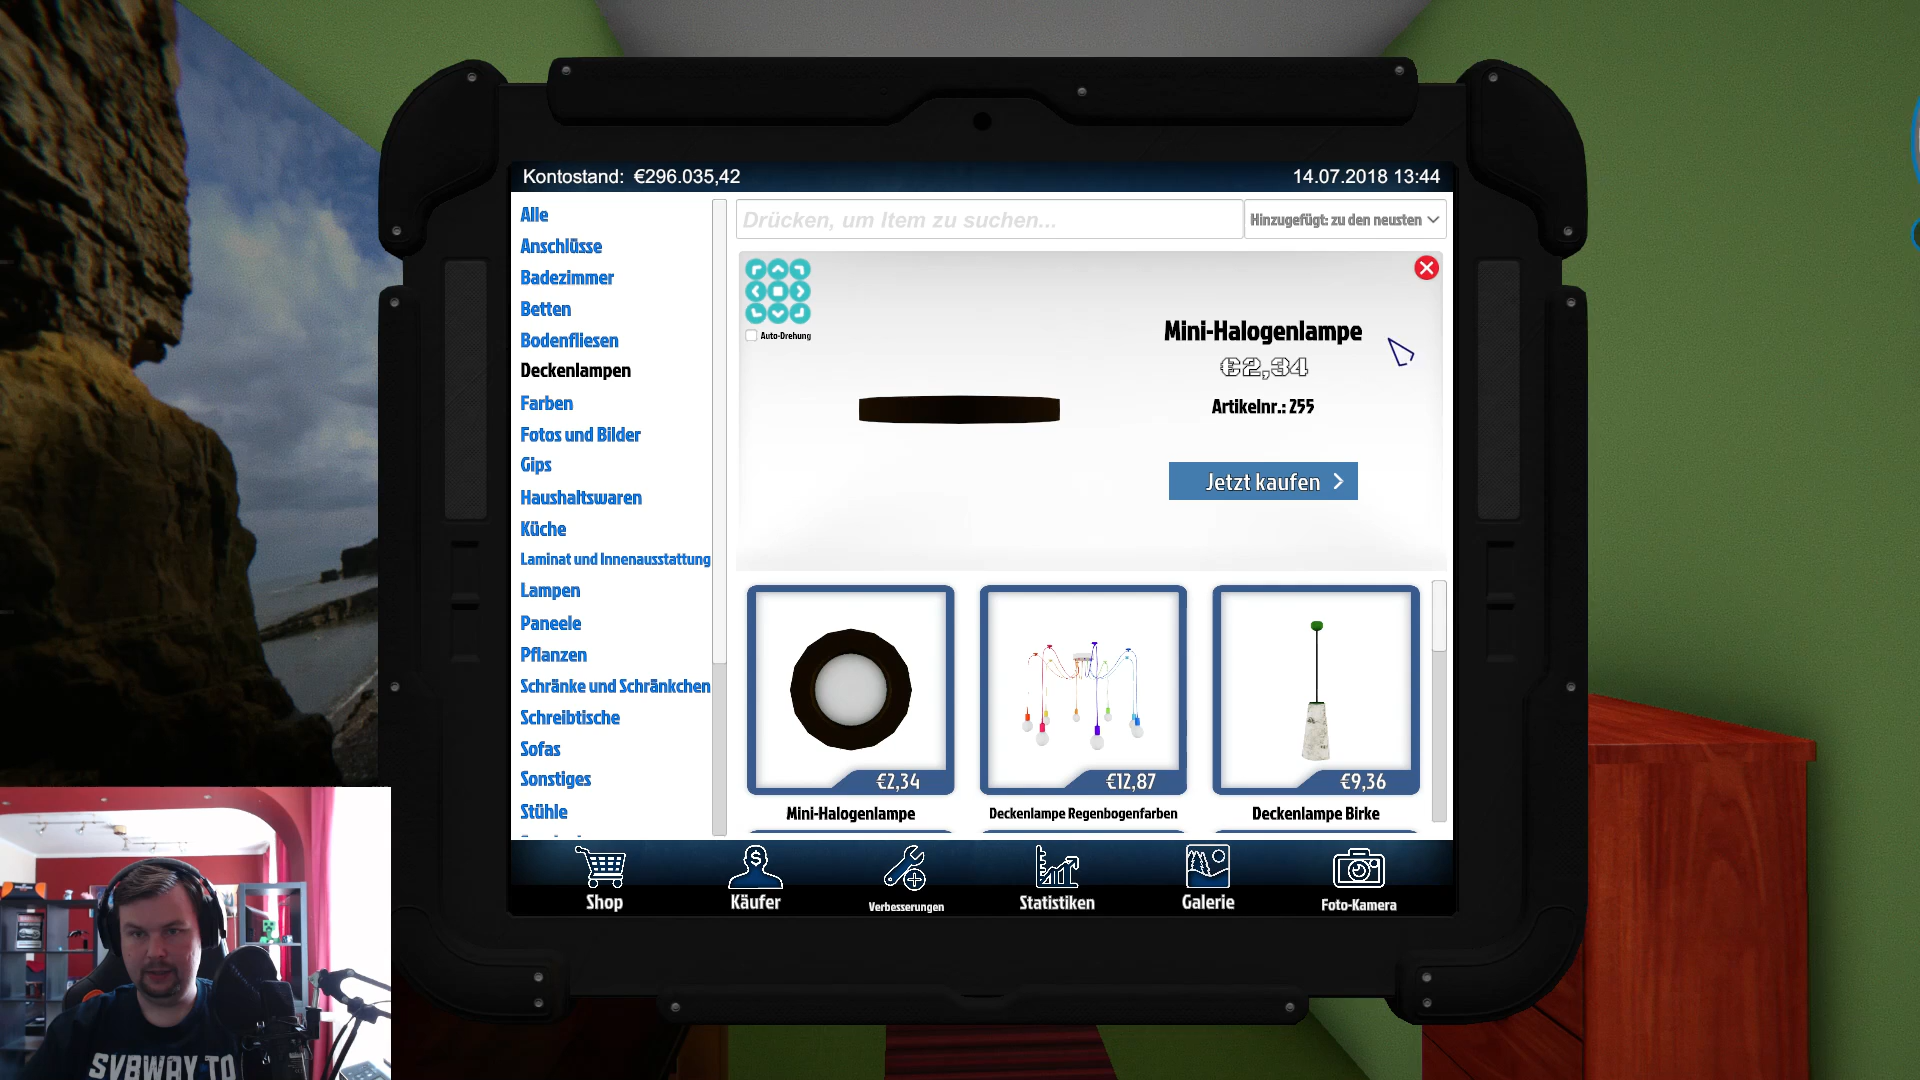 Kontostand: €296.035,42
14.07.2018 13:44
Alle
Anschlüsse
Badezimmer
Betten
Bodenfliesen
Deckenlampen
Farben
Fotos und Bilder
Gips
Haushaltswaren
Küche
Laminat und Innenausstattung
Lampen
Paneele
Pflanzen
Schränke und Schränkchen
Schreibtische
Sofas
Sonstiges
Stühle
Drücken, um Item zu suchen...
Hinzugefügt: zu den neusten
Auto-Drehung
Mini-Halogenlampe
€2,34
Artikelnr.: 255
Jetzt kaufen
€2,34
€12,87
€9,36
Mini-Halogenlampe
Deckenlampe Regenbogenfarben
Deckenlampe Birke
Shop
Käufer
Verbesserungen
Statistiken
Galerie
Foto-Kamera
SVBWAY TO